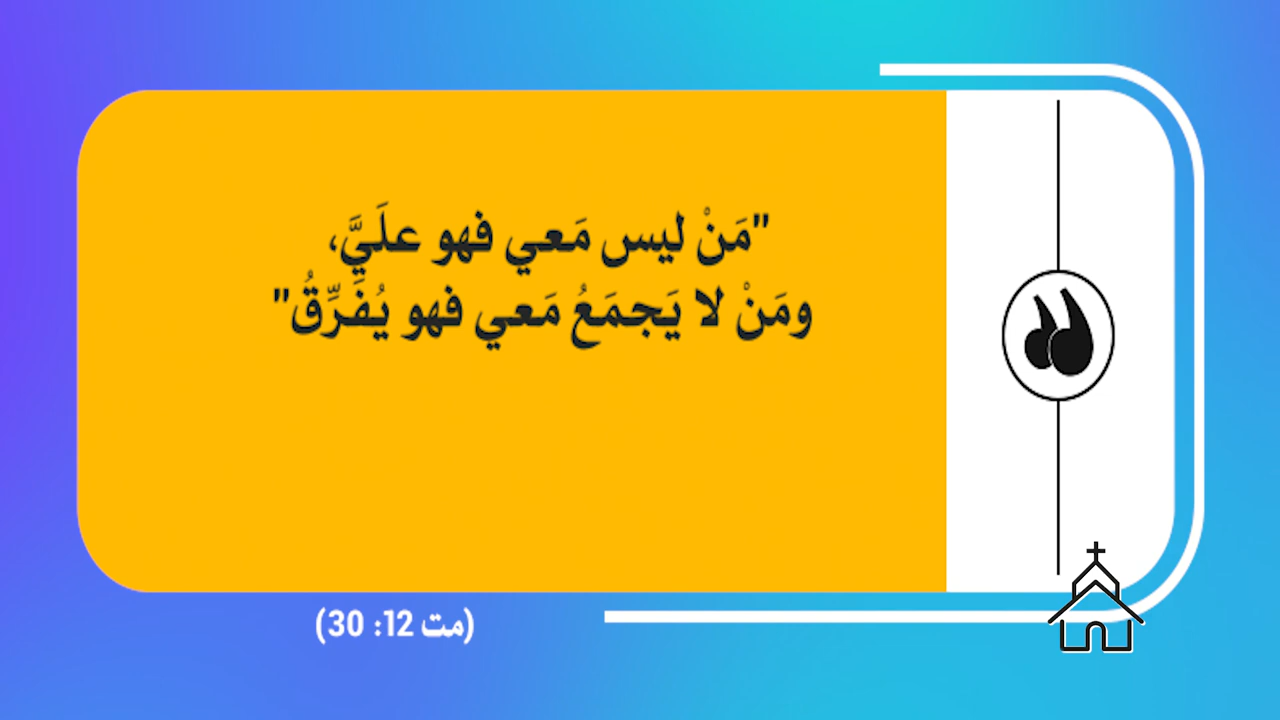 "مَنْ ليس مَعي فهو علَيَّ،
ومَنْ لا يَجمَعُ مَعي فهو يُفَرِّقُ"
(مت 12: 30)